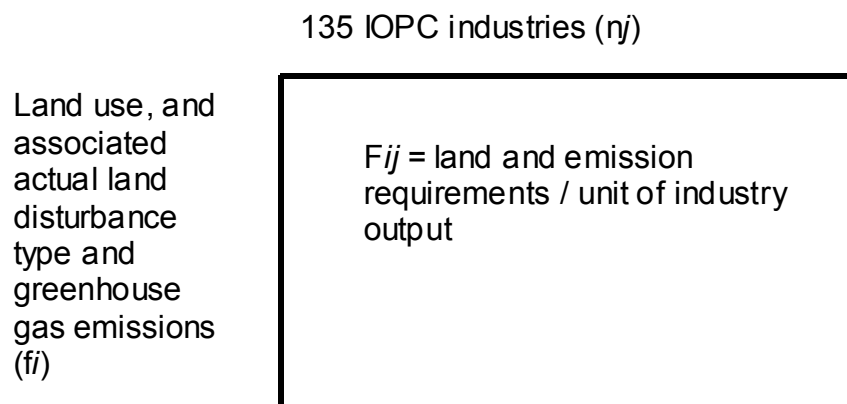 135 IOPC industries (nj)
Land use, and
associated
actual land
disturbance
type and
greenhouse
gas emissions
(fi)
Fij = land and emission
requirements / unit of industry
output